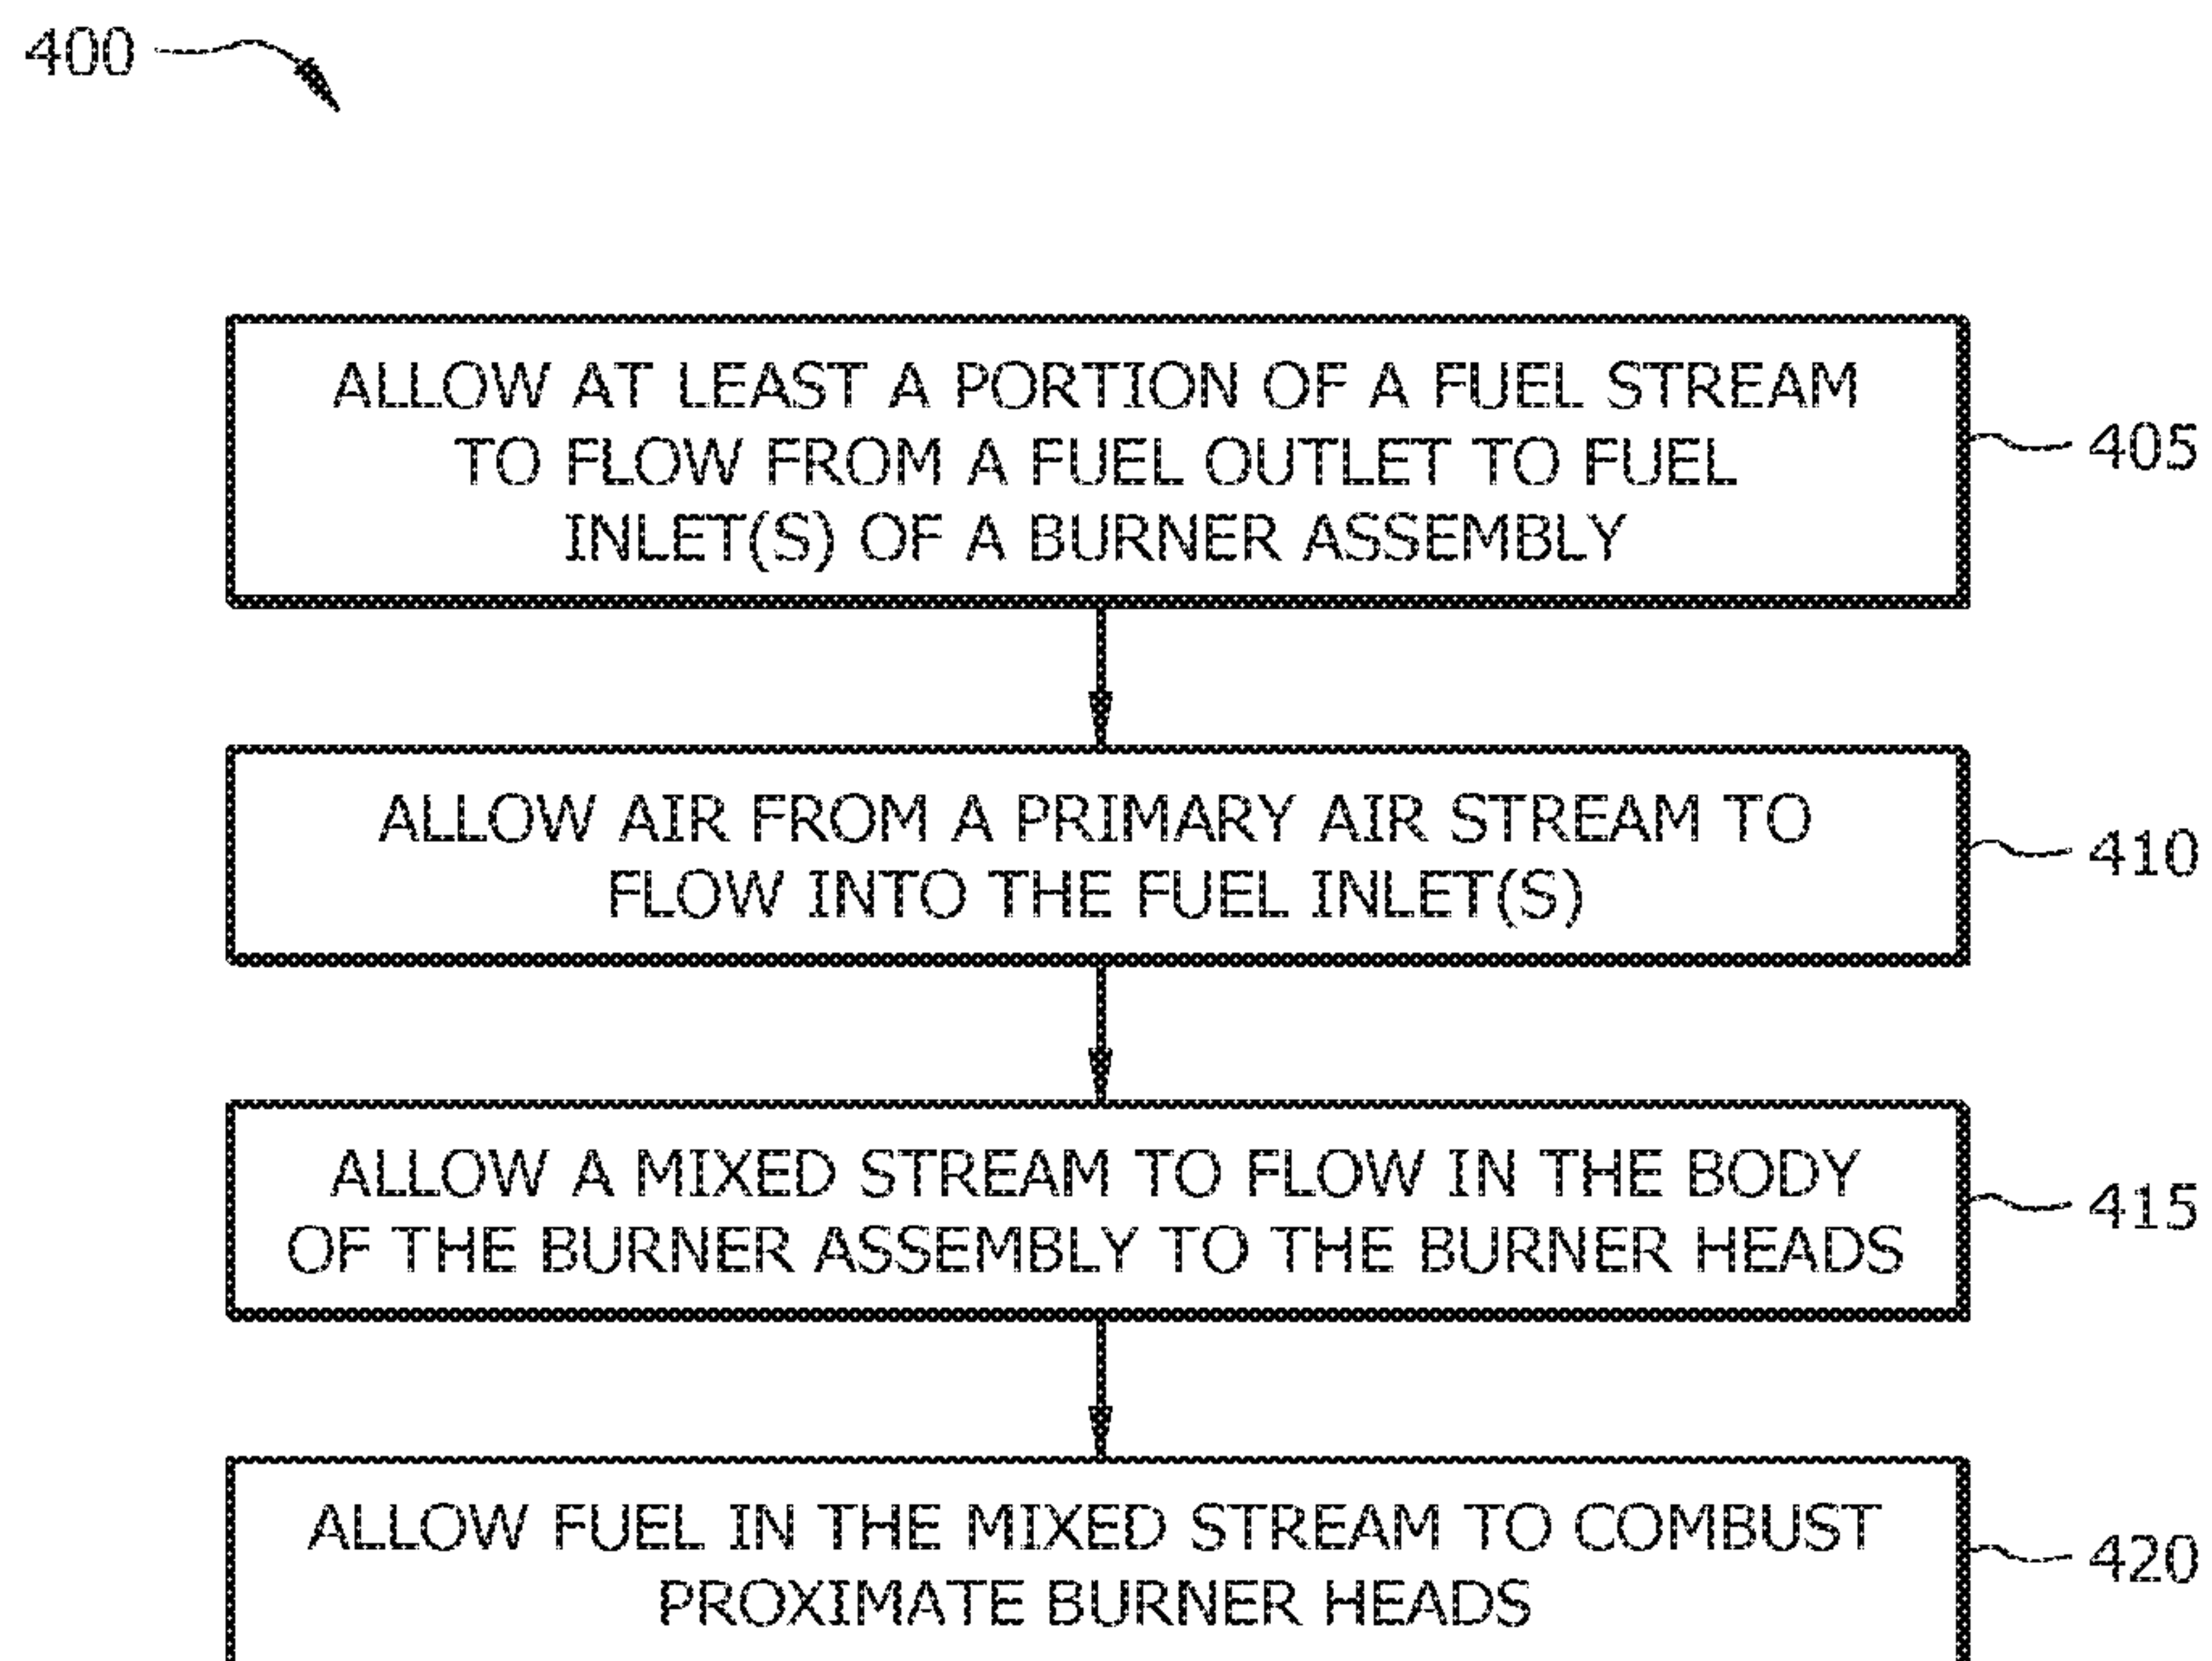 400
ALLOW AT LEAST A PORTION OF A FUEL STREAM
TO FLOW FROM A FUEL OUTLET TO FUEL
INLET(S) OF A BURNER ASSEMBLY
405
ALLOW AIR FROM A PRIMARY AIR STREAM TO
FLOW INTO THE FUEL INLET(S)
410
ALLOW A MIXED STREAM TO FLOW IN THE BODY
OF THE BURNER ASSEMBLY TO THE BURNER HEADS
415
ALLOW FUEL IN THE MIXED STREAM TO COMBUST
PROXIMATE BURNER HEADS
420